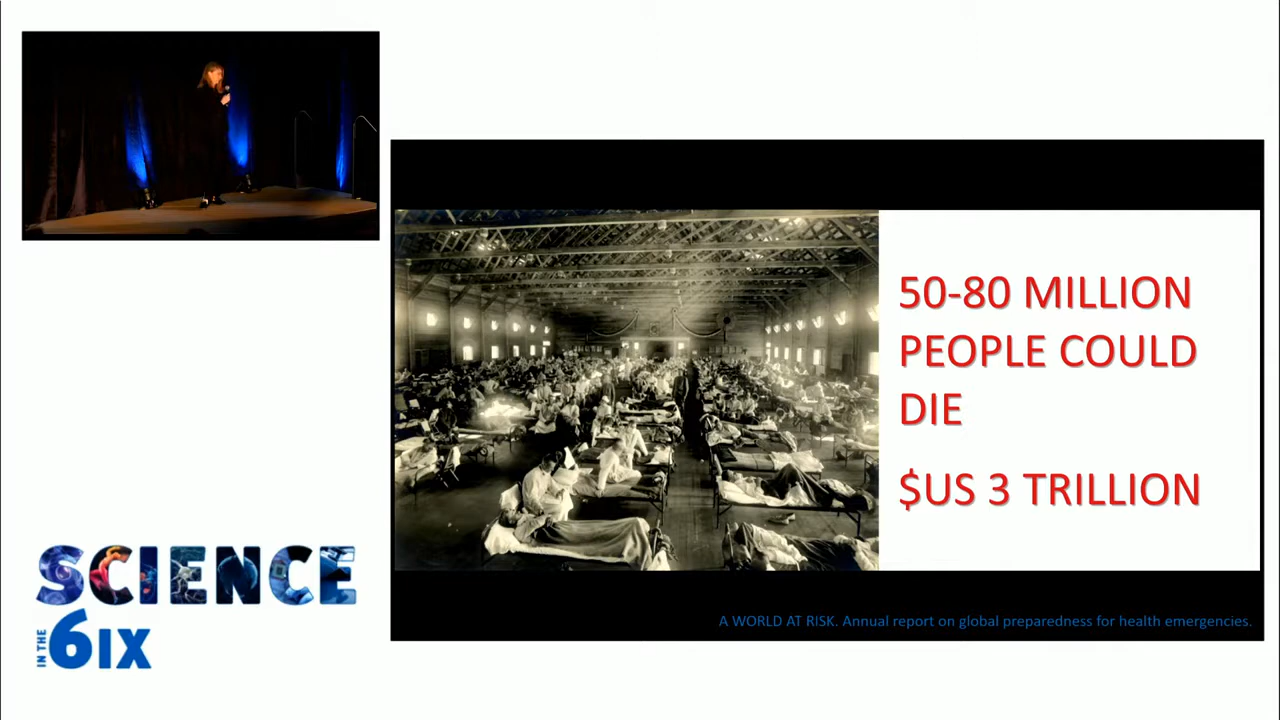 50-80 MILLION
PEOPLE COULD
DIE
$US 3 TRILLION
A WORLD AT RISK. Annual report on global preparedness for health emergencies.
SCIENCE
IN THE
6IX